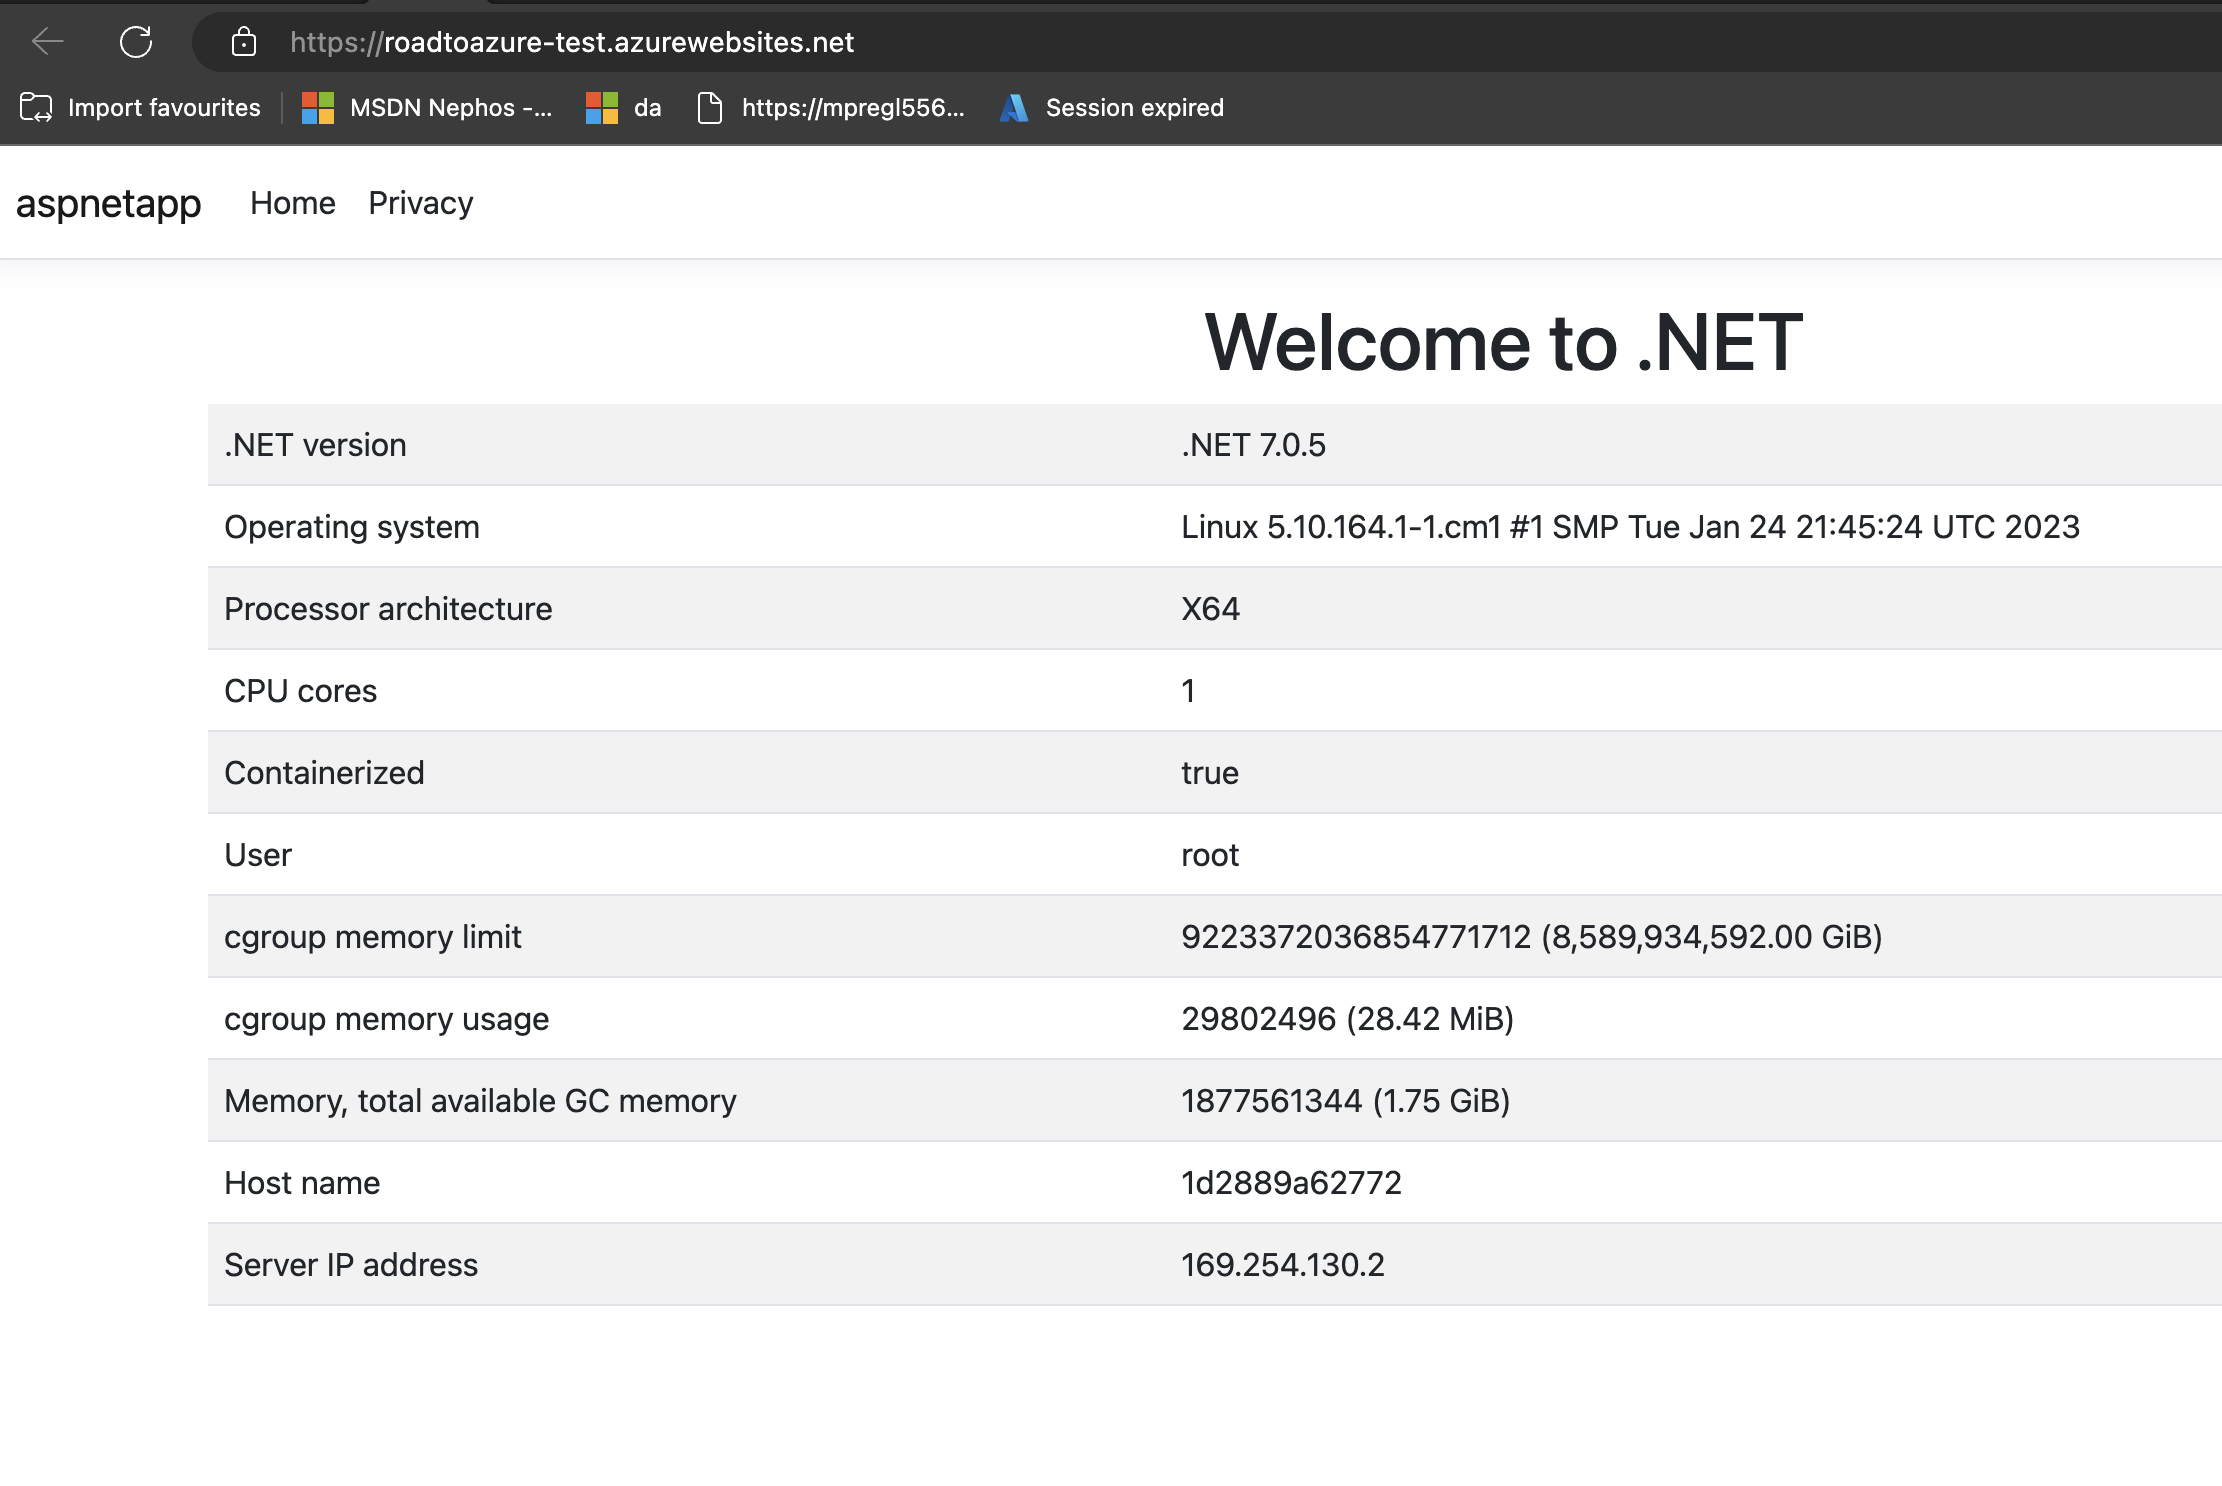 https://roadtoazure-test.azurewebsites.net
Import favourites MSDN Nephos -... da https://mpregl556... Session expired
aspnetapp Home Privacy
Welcome to .NET
.NET version .NET 7.0.5
Operating system Linux 5.10.164.1-1.cm1 #1 SMP Tue Jan 24 21:45:24 UTC 2023
Processor architecture X64
CPU cores 1
Containerized true
User root
cgroup memory limit 9223372036854771712 (8,589,934,592.00 GiB)
cgroup memory usage 29802496 (28.42 MiB)
Memory, total available GC memory 1877561344 (1.75 GiB)
Host name 1d2889a62772
Server IP address 169.254.130.2